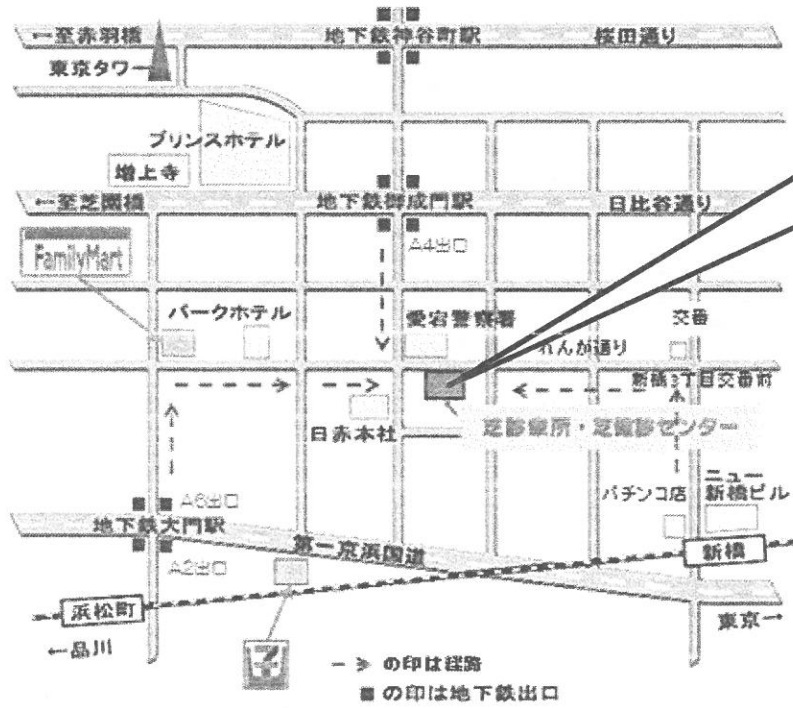 ←至赤羽橋
地下鉄神谷町駅
桜田通り
東京タワー
プリンスホテル
増上寺
←至芝園橋
地下鉄御成門駅
日比谷通り
A4出口
FamilyMart
パークホテル
愛宕警察署
交番
れんが通り
新橋3丁目交番前
日赤本社
芝診療所・芝健診センター
A6出口
パチンコ店
ニュー
新橋ビル
地下鉄大門駅
第一京浜国道
A2出口
新橋
浜松町
東京→
←品川
7
の印は経路
■の印は地下鉄出口